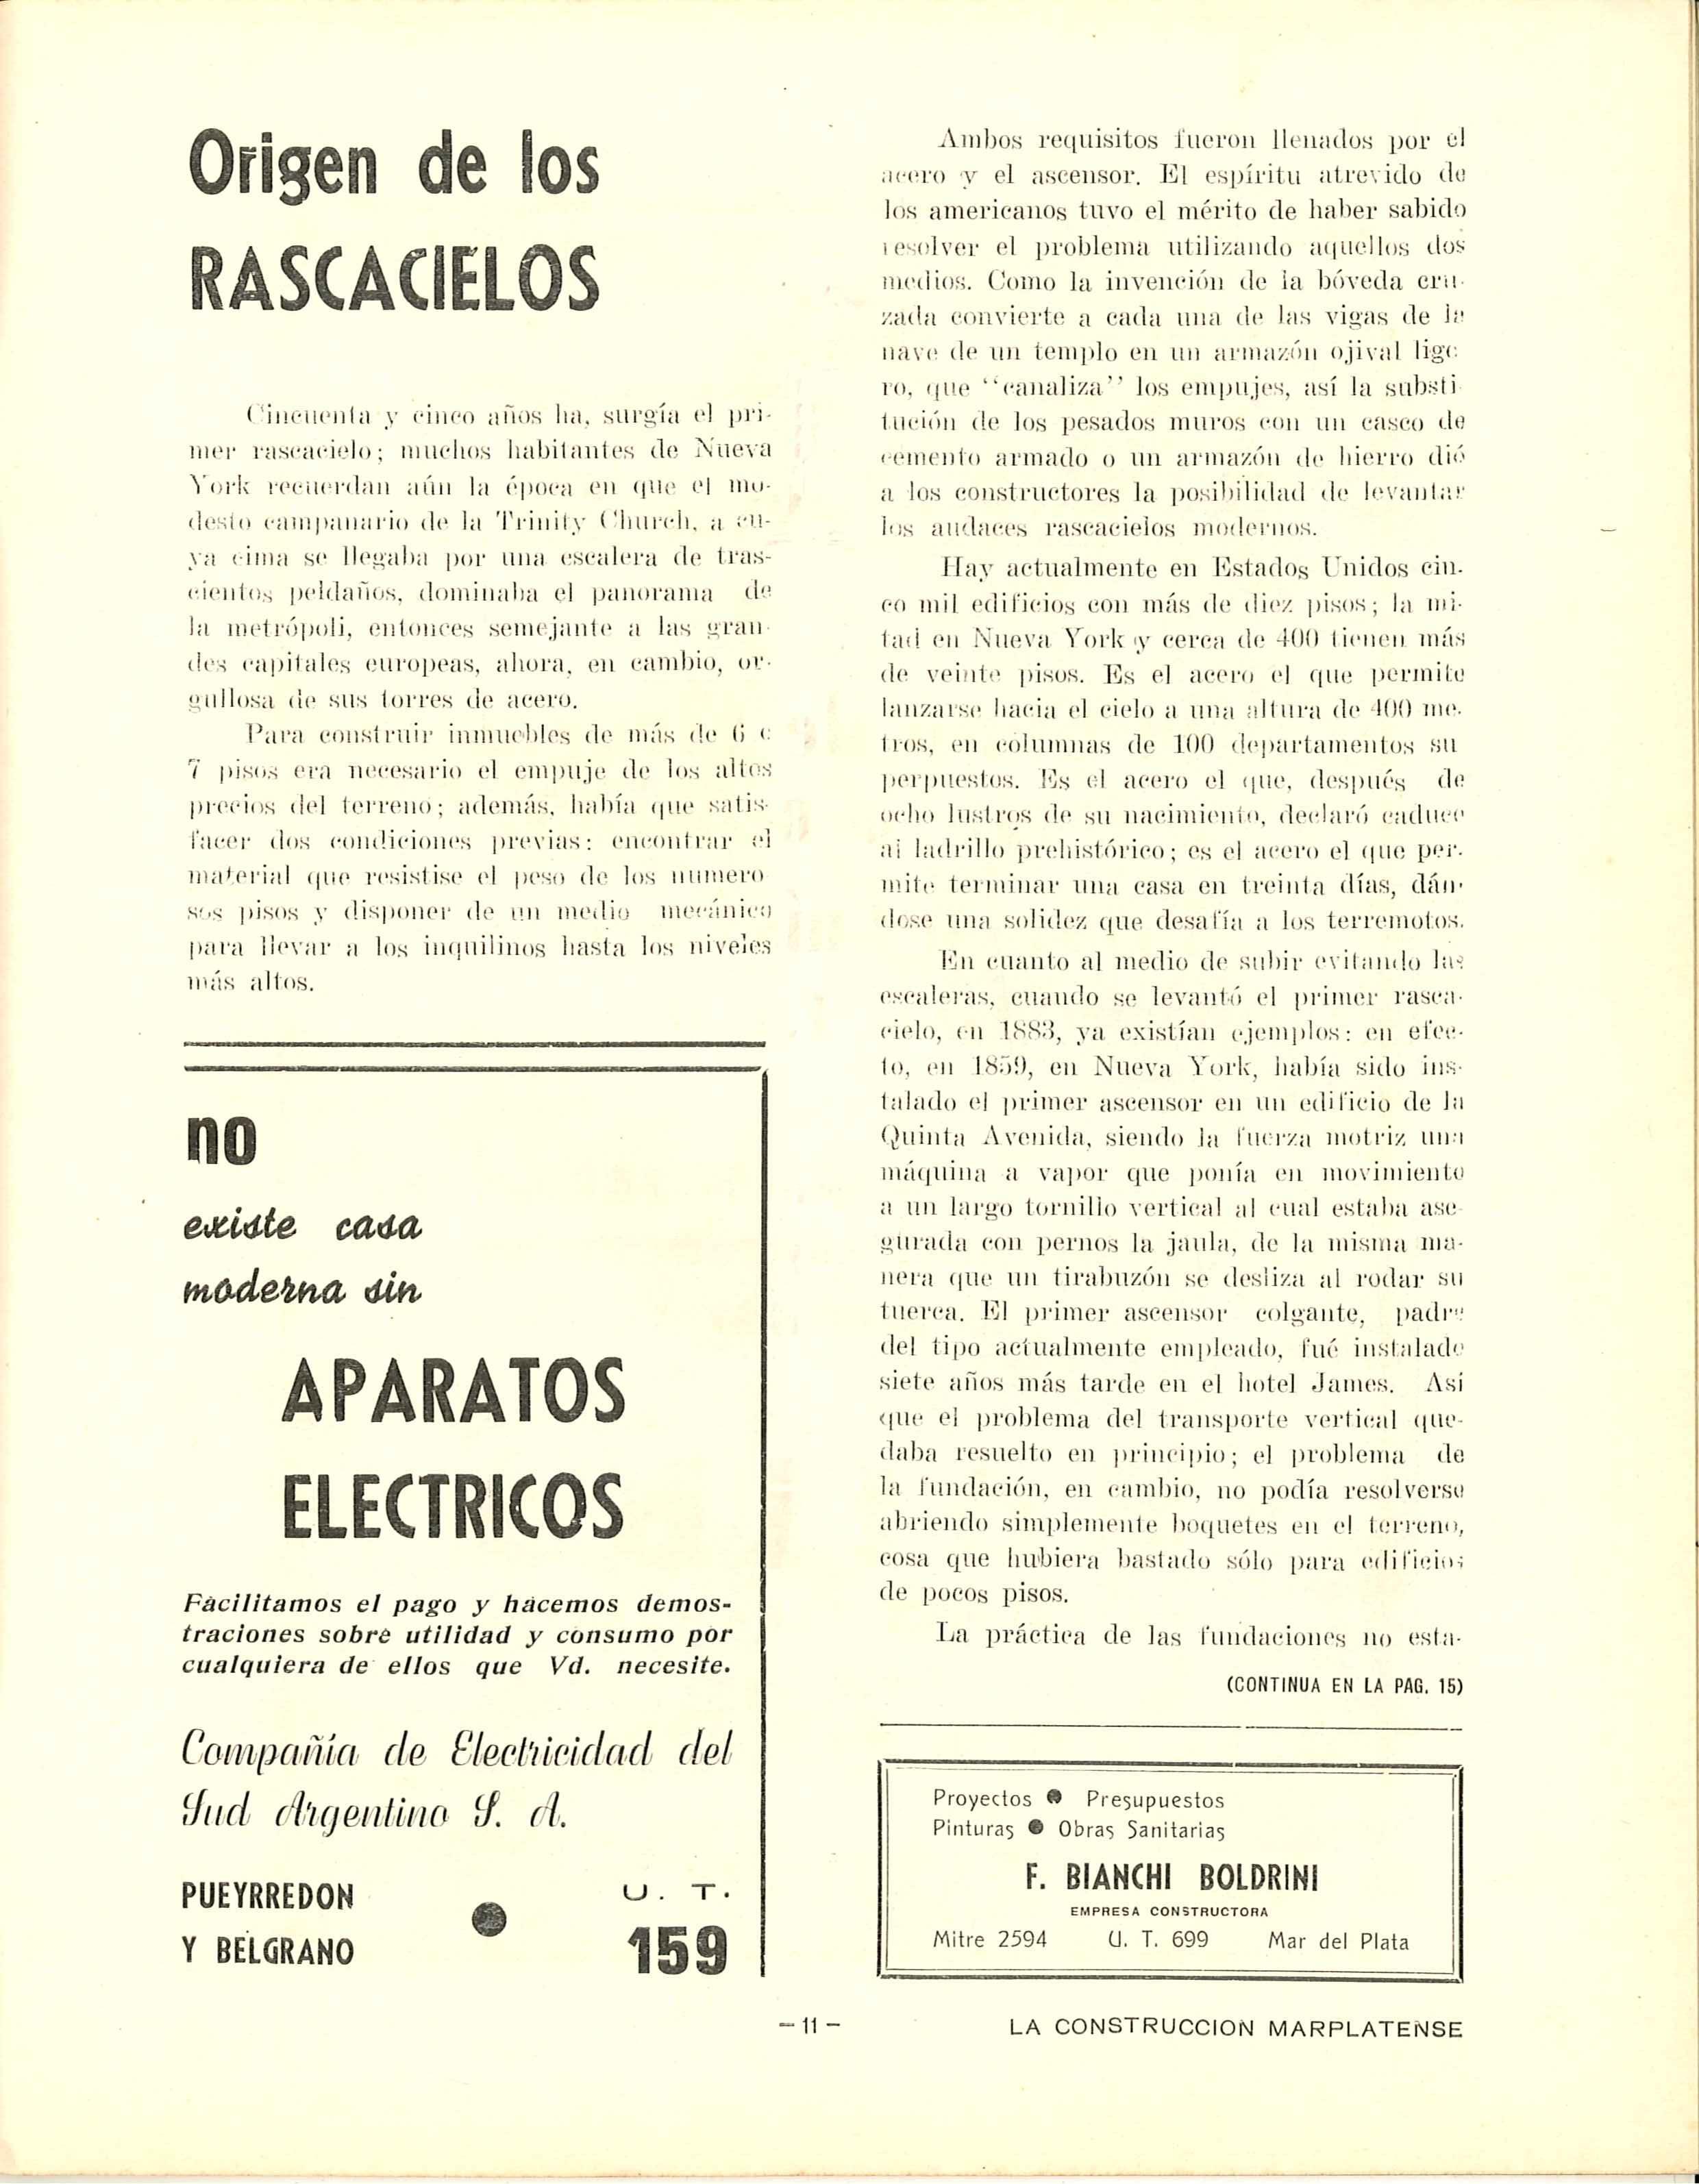 Origen de los
RASCACIELOS
Cincuenta y cinco años ha, surgía el pri-
mer rascacielo; muchos habitantes de Nueva
York recuerdan aún la época en que el mo-
desto campanario de la Trinity Church, a cu-
ya cima se llegaba por una escalera de tras-
cientos peldaños, dominaba el panorama de
la metrópoli, entonces semejante a las gran-
des capitales europeas, ahora, en cambio, or-
gullosa de sus torres de acero.
Para construir inmuebles de más de 6 o
7 pisos era necesario el empuje de los altos
precios del terreno; además, había que satis-
facer dos condiciones previas: encontrar el
material que resistise el peso de los numero
sos pisos y disponer de un medio mecánico
para llevar a los inquilinos hasta los niveles
más altos.
no
existe casa
moderna sin
APARATOS
ELECTRICOS
Facilitamos el pago y hacemos demos-
traciones sobre utilidad y consumo por
cualquiera de ellos que Vd. necesite.
Compañía de Electricidad del
Sud Argentino S. A.
PUEYRREDON
Y BELGRANO
U. T.
159
Ambos requisitos fueron llenados por el
acero y el ascensor. El espíritu atrevido de
los americanos tuvo el mérito de haber sabido
resolver el problema utilizando aquellos dos
medios. Como la invención de la bóveda cru-
zada convierte a cada una de las vigas de la
nave de un templo en un armazón ojival lige
ro, que "canaliza" los empujes, así la substi
tución de los pesados muros con un casco de
cemento armado o un armazón de hierro dió
a los constructores la posibilidad de levantar
los audaces rascacielos modernos.
Hay actualmente en Estados Unidos cin-
co mil edificios con más de diez pisos; la mi-
tad en Nueva York y cerca de 400 tienen más
de veinte pisos. Es el acero el que permite
lanzarse hacia el cielo a una altura de 400 me-
tros, en columnas de 100 departamentos su
perpuestos. Es el acero el que, después de
ocho lustros de su nacimiento, declaró caduco
al ladrillo prehistórico; es el acero el que per-
mite terminar una casa en treinta días, dán-
dose una solidez que desafía a los terremotos.
En cuanto al medio de subir evitando las
escaleras, cuando se levantó el primer rasca-
cielo, en 1883, ya existían ejemplos: en efec-
to, en 1859, en Nueva York, había sido ins-
talado el primer ascensor en un edificio de la
Quinta Avenida, siendo la fuerza motriz una
máquina a vapor que ponía en movimiento
a un largo tornillo vertical al cual estaba ase-
gurada con pernos la jaula, de la misma ma-
nera que un tirabuzón se desliza al rodar su
tuerca. El primer ascensor colgante, padre
del tipo actualmente empleado, fué instalado
siete años más tarde en el hotel James. Así
que el problema del transporte vertical que-
daba resuelto en principio; el problema de
la fundación, en cambio, no podía resolverse
abriendo simplemente boquetes en el terreno,
cosa que hubiera bastado sólo para edificios
de pocos pisos.
La práctica de las fundaciones no esta-
(CONTINUA EN LA PAG. 15)
Proyectos ● Presupuestos
Pinturas ● Obras Sanitarias
F. BIANCHI BOLDRINI
EMPRESA CONSTRUCTORA
Mitre 2594 U. T. 699 Mar del Plata
— 11 —
LA CONSTRUCCION MARPLATENSE